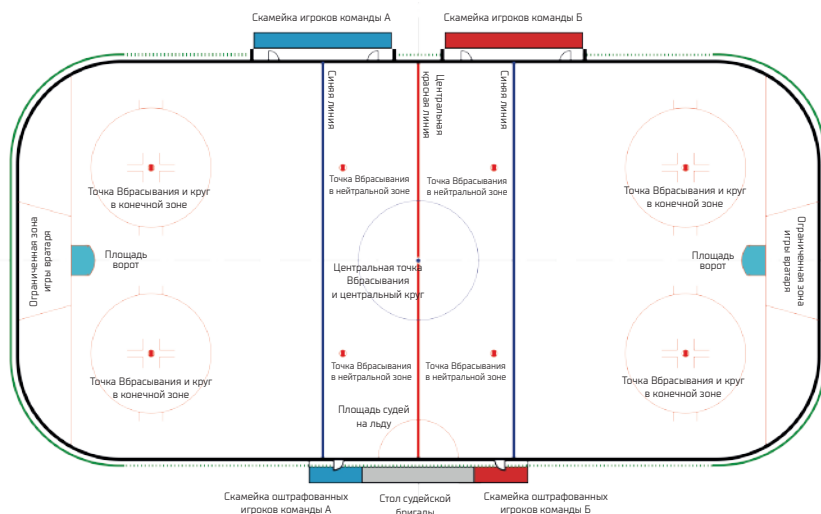 Скамейка игроков команды А
Скамейка игроков команды Б
Синяя линия
Центральная
красная линия
Синяя линия
Точка Вбрасывания и круг
в конечной зоне
Точка Вбрасывания
в нейтральной зоне
Точка Вбрасывания
в нейтральной зоне
Точка Вбрасывания и круг
в конечной зоне
Ограниченная зона
игры вратаря
Площадь
ворот
Центральная точка
Вбрасывания
и центральный круг
Площадь
ворот
Ограниченная зона
игры вратаря
Точка Вбрасывания и круг
в конечной зоне
Точка Вбрасывания
в нейтральной зоне
Точка Вбрасывания
в нейтральной зоне
Точка Вбрасывания и круг
в конечной зоне
Площадь судей
на льду
Скамейка оштрафованных
игроков команды А
Стол судейской
бригады
Скамейка оштрафованных
игроков команды Б